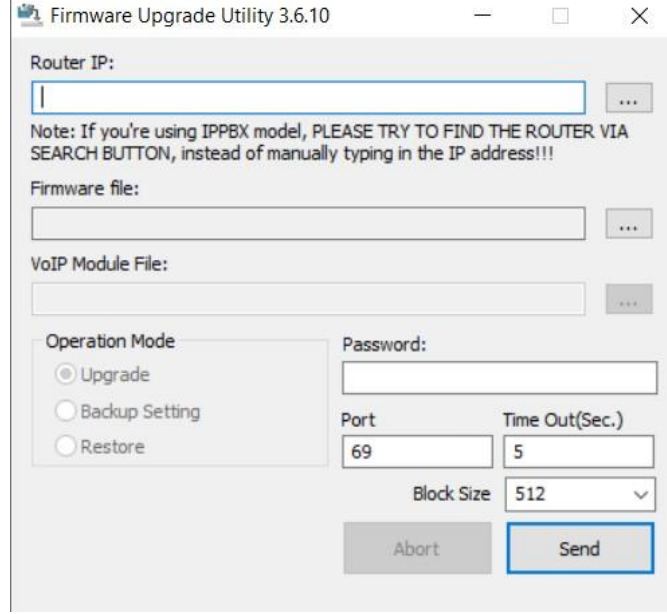 Firmware Upgrade Utility 3.6.10
Router IP:
...
Note: If you're using IPPBX model, PLEASE TRY TO FIND THE ROUTER VIA
SEARCH BUTTON, instead of manually typing in the IP address!!!
Firmware file:
...
VoIP Module File:
...
Operation Mode
Upgrade
Backup Setting
Restore
Password:
Port
Time Out(Sec.)
69
5
Block Size
512
Abort
Send